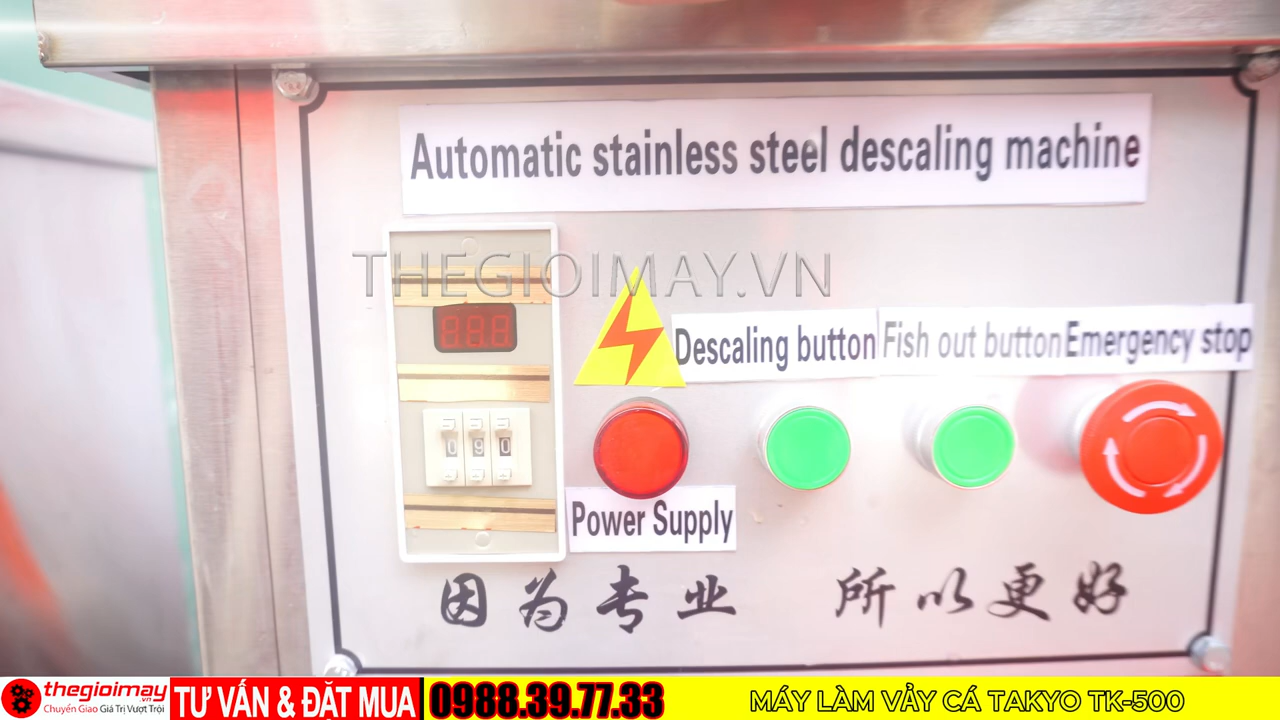 Automatic stainless steel descaling machine
THEGIOIMAY.VN
Descaling button Fish out button Emergency stop
090
Power Supply
因为专业 所以更好
thegioimay.vn
Chuyển Giao Giá Trị Vượt Trội
TƯ VẤN & ĐẶT MUA
0988.39.77.33
MÁY LÀM VẢY CÁ TAKYO TK-500